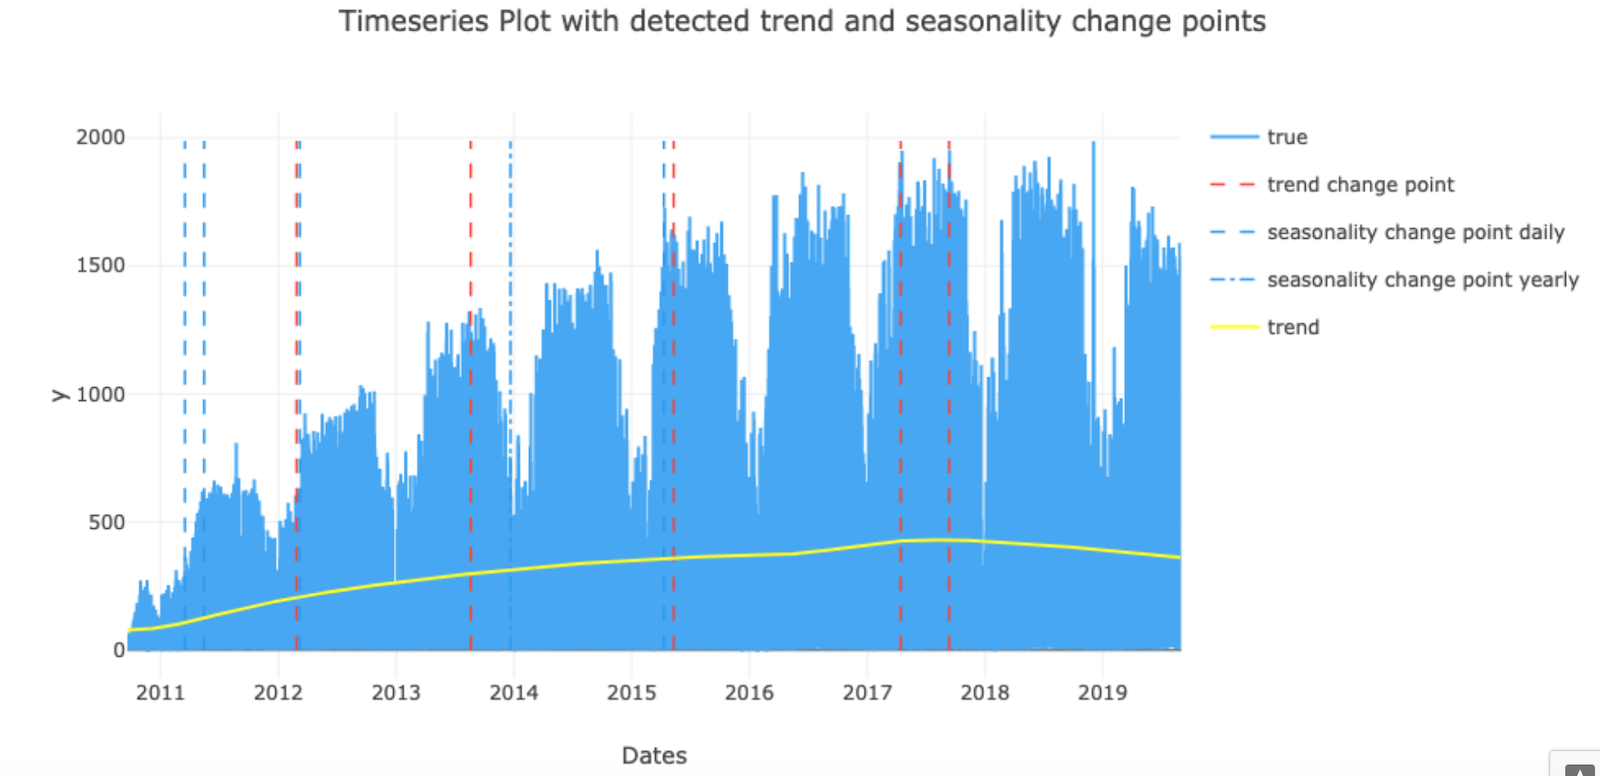 Timeseries Plot with detected trend and seasonality change points
2000
1500
1000
500
0
y
2011 2012 2013 2014 2015 2016 2017 2018 2019
Dates
true
trend change point
seasonality change point daily
seasonality change point yearly
trend